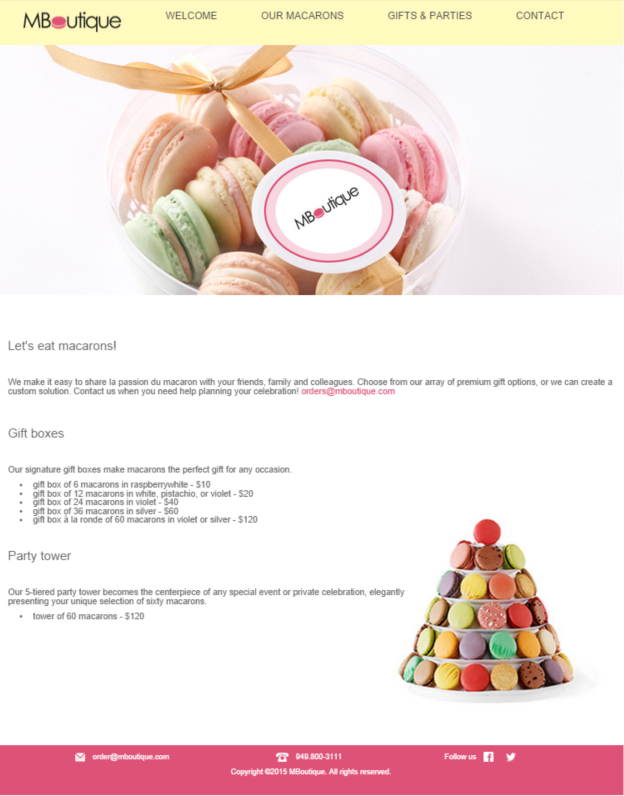 MBoutique
WELCOME
OUR MACARONS
GIFTS & PARTIES
CONTACT
MBoutique
Let's eat macarons!
We make it easy to share la passion du macaron with your friends, family and colleagues. Choose from our array of premium gift options, or we can create a
custom solution. Contact us when you need help planning your celebration! orders@mboutique.com
Gift boxes
Our signature gift boxes make macarons the perfect gift for any occasion.
• gift box of 6 macarons in raspberrywhite - $10
• gift box of 12 macarons in white, pistachio, or violet - $20
• gift box of 24 macarons in violet - $40
• gift box of 36 macarons in silver - $60
• gift box à la ronde of 60 macarons in violet or silver - $120
Party tower
Our 5-tiered party tower becomes the centerpiece of any special event or private celebration, elegantly
presenting your unique selection of sixty macarons.
• tower of 60 macarons - $120
order@mboutique.com
949.800-3111
Follow us
Copyright ©2015 MBoutique. All rights reserved.